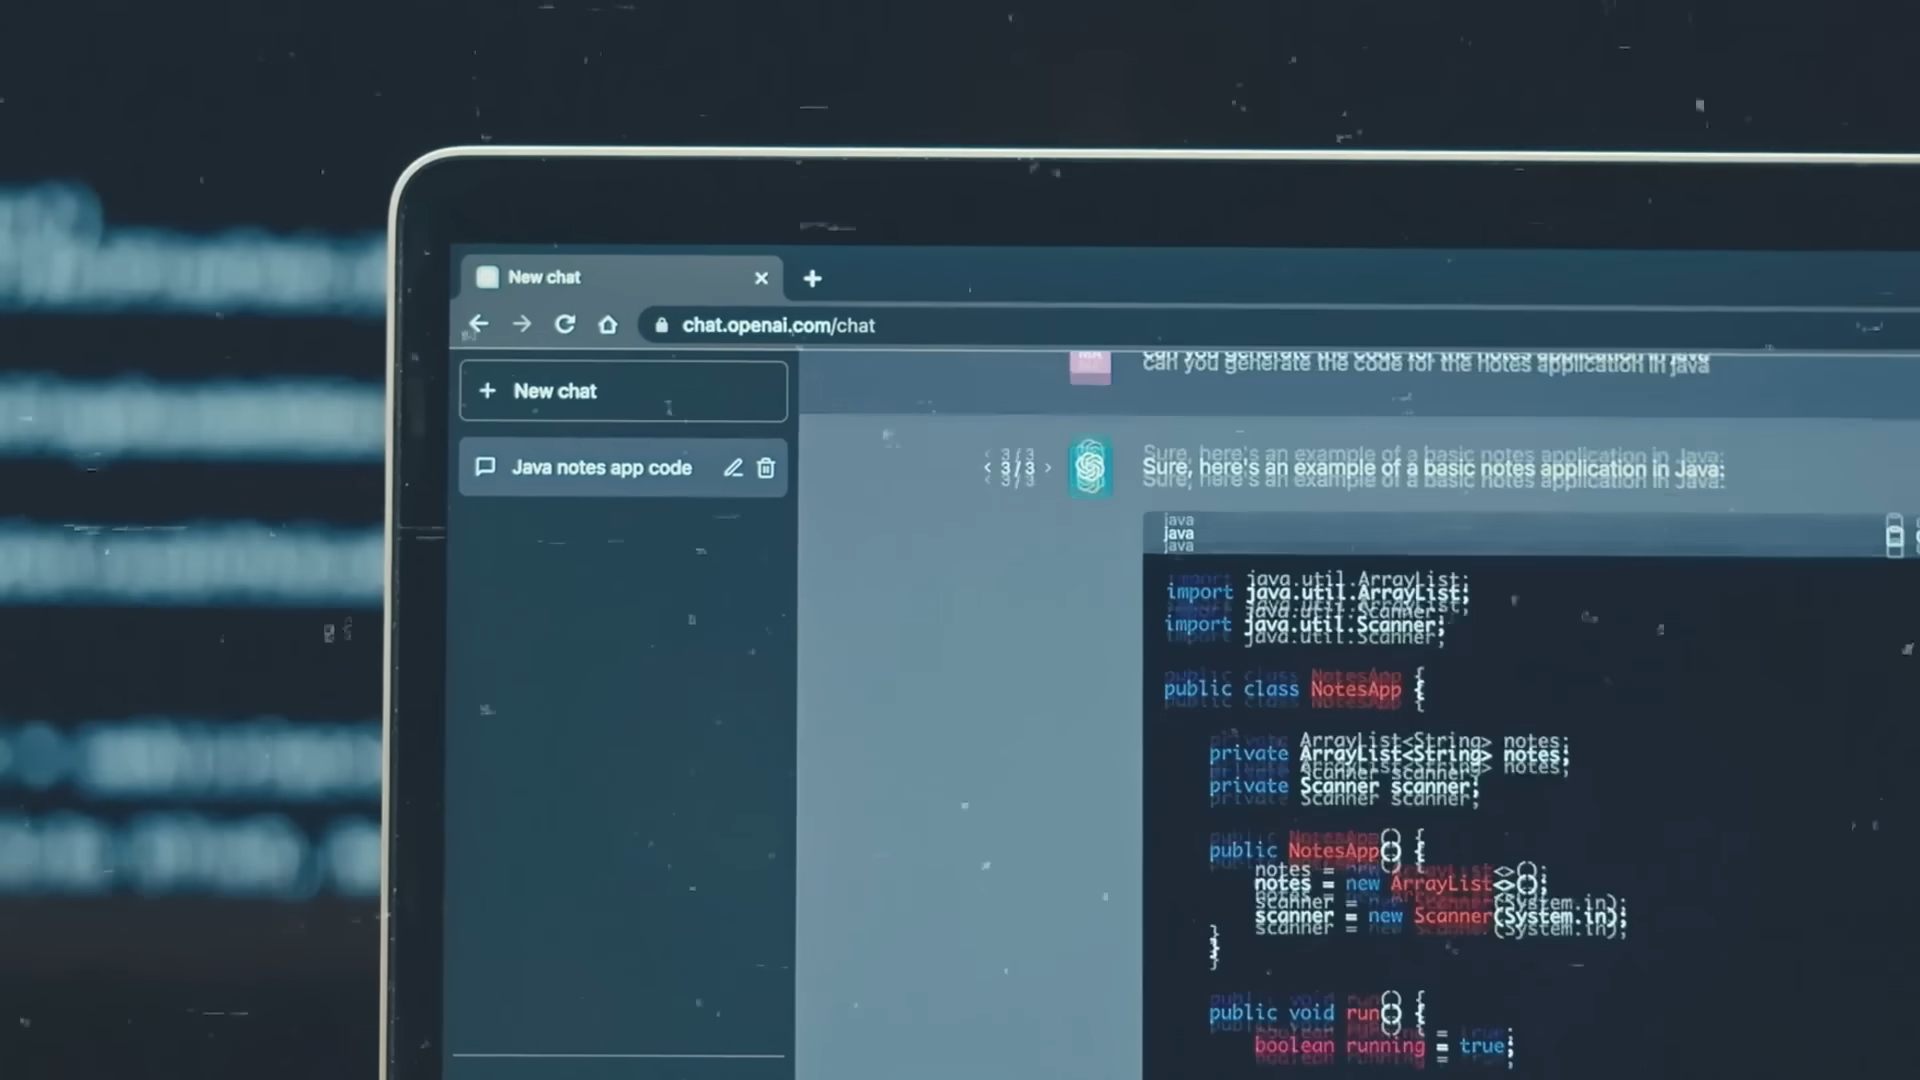 New chat
chat.openai.com/chat
New chat
Java notes app code
can you generate the code for the notes application in java
< 3 / 3 >
Sure, here's an example of a basic notes application in Java:
java
import java.util.ArrayList;
import java.util.Scanner;
public class NotesApp {
private ArrayList<String> notes;
private Scanner scanner;
public NotesApp() {
notes = new ArrayList<>();
scanner = new Scanner(System.in);
}
public void run() {
boolean running = true;